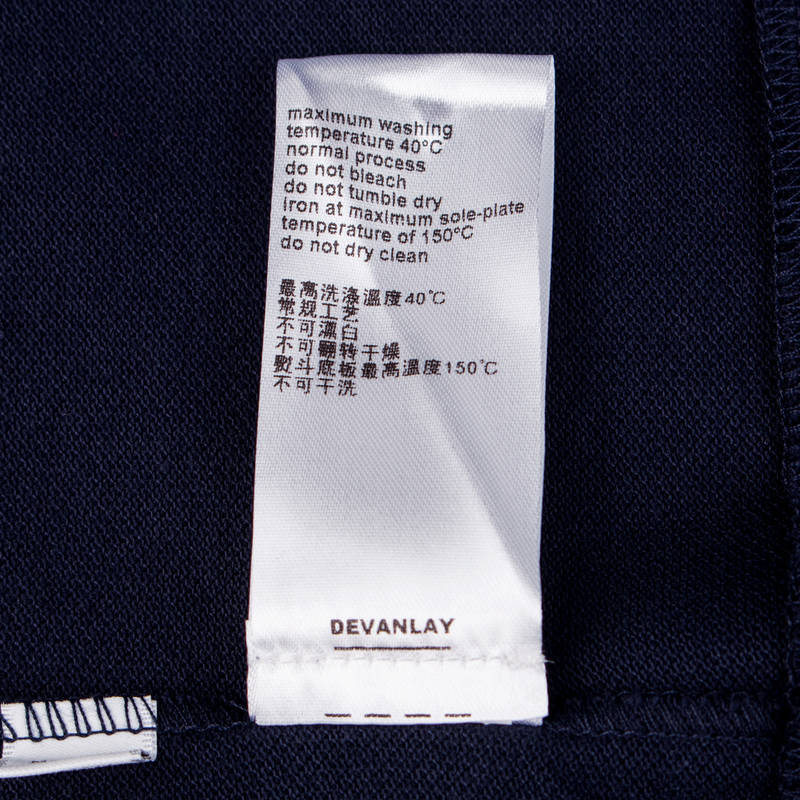 maximum washing
temperature 40°C
normal process
do not bleach
do not tumble dry
iron at maximum sole-plate
temperature of 150°C
do not dry clean
最高洗涤溫度40℃
常规工艺
不可漂白
不可翻转干燥
熨斗底板最高溫度150℃
不可干洗
DEVANLAY